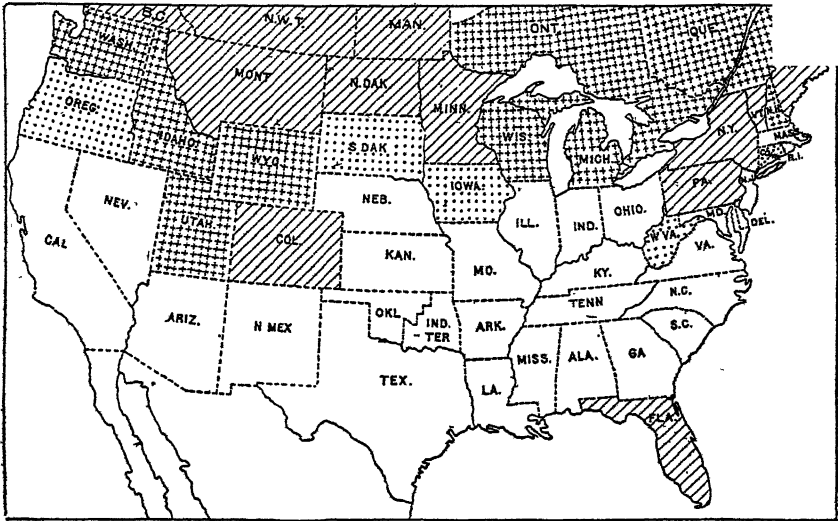 B.C. N.W.T. MAN. ONT. QUE.
WASH. MONT N.DAK MINN. WIS. MICH. N.Y. VT. N.H. MASS.
OREG. IDAHO. WYO. S.DAK IOWA. PA. N.J. R.I.
NEV. UTAH. COL. NEB. ILL. IND. OHIO. W VA. MD. DEL.
CAL KAN. MO. KY. VA.
ARIZ. N MEX OKL IND. TER ARK. TENN N.C.
TEX. LA. MISS. ALA. GA S.C.
FLA.